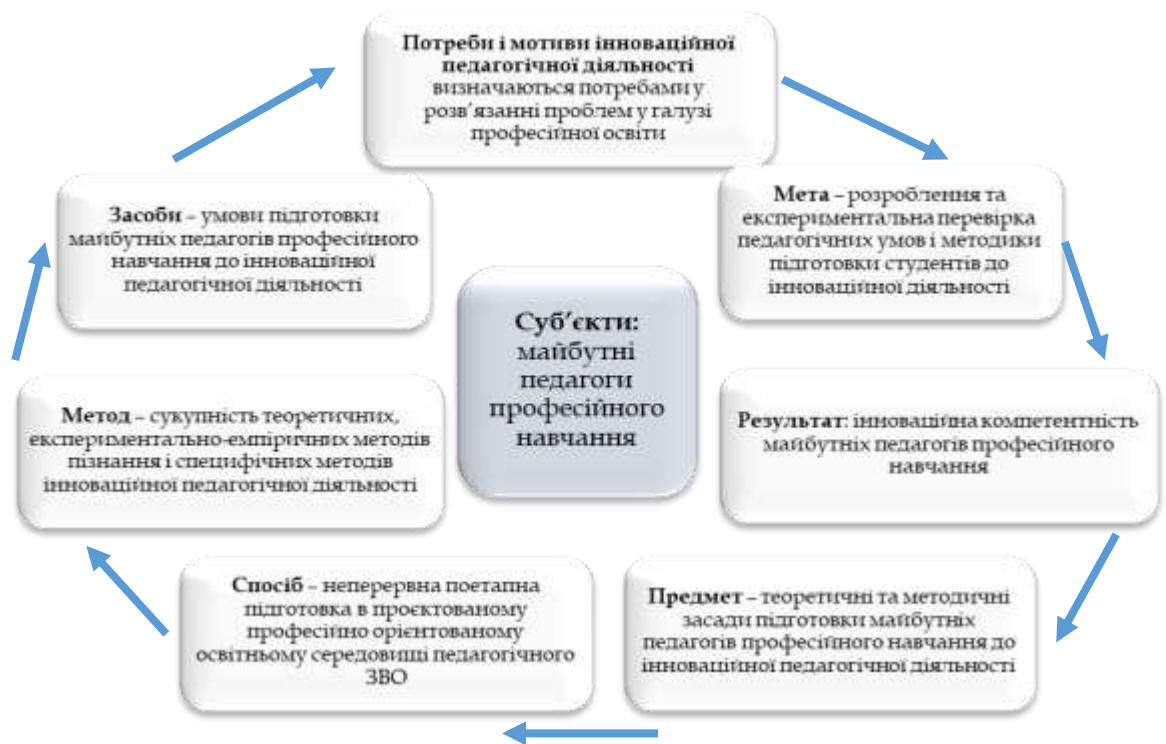 Потреби і мотиви інноваційної
педагогічної діяльності
визначаються потребами у
розв’язанні проблем у галузі
професійної освіти
Мета – розроблення та
експериментальна перевірка
педагогічних умов і методики
підготовки студентів до
інноваційної діяльності
Результат: інноваційна компетентність
майбутніх педагогів професійного
навчання
Предмет – теоретичні та методичні
засади підготовки майбутніх
педагогів професійного навчання до
інноваційної педагогічної діяльності
Спосіб – неперервна поетапна
підготовка в проєктованому
професійно орієнтованому
освітньому середовищі педагогічного
ЗВО
Метод – сукупність теоретичних,
експериментально-емпіричних методів
пізнання і специфічних методів
інноваційної педагогічної діяльності
Засоби – умови підготовки
майбутніх педагогів професійного
навчання до інноваційної
педагогічної діяльності
Суб’єкти:
майбутні
педагоги
професійного
навчання